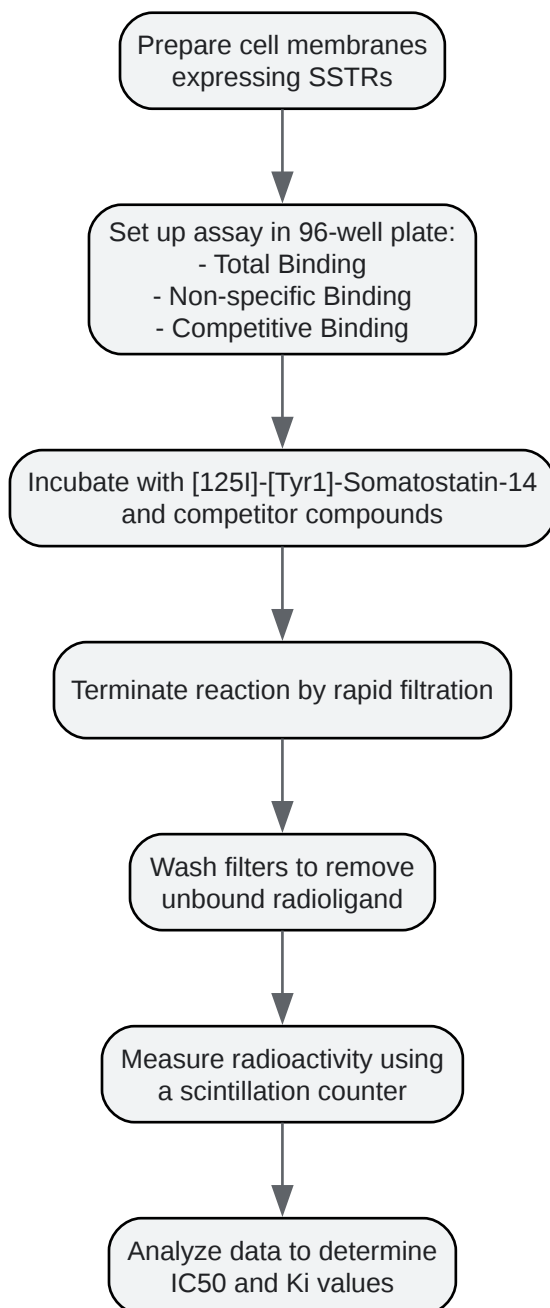 Prepare cell membranes
expressing SSTRs
Set up assay in 96-well plate:
- Total Binding
- Non-specific Binding
- Competitive Binding
Incubate with [125I]-[Tyr1]-Somatostatin-14
and competitor compounds
Terminate reaction by rapid filtration
Wash filters to remove
unbound radioligand
Measure radioactivity using
a scintillation counter
Analyze data to determine
IC50 and Ki values